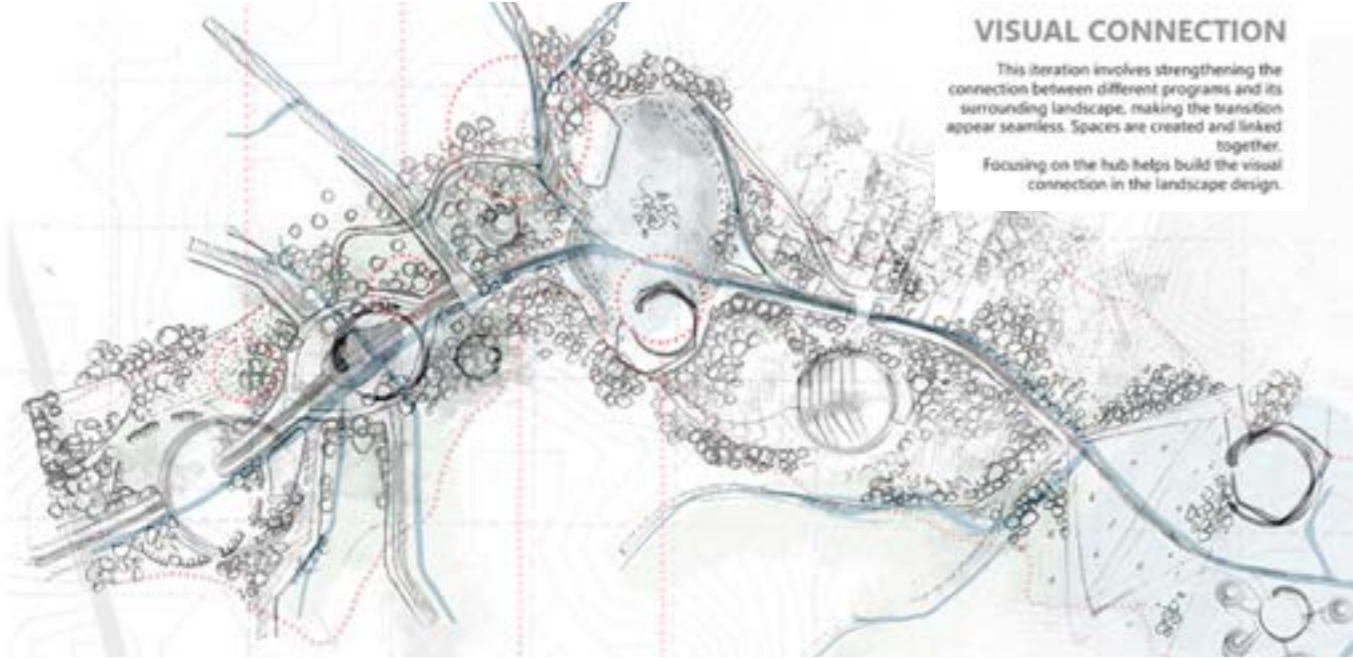 VISUAL CONNECTION
This iteration involves strengthening the
connection between different programs and its
surrounding landscape, making the transition
appear seamless. Spaces are created and linked
together.
Focusing on the hub helps build the visual
connection in the landscape design.